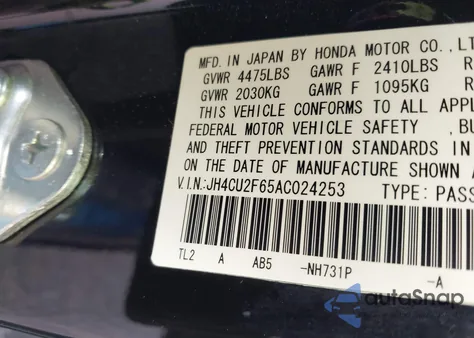 MFD. IN JAPAN BY HONDA MOTOR CO., LT
GVWR 4475LBS GAWR F 2410LBS R
GVWR 2030KG GAWR F 1095KG R
THIS VEHICLE CONFORMS TO ALL APPL
FEDERAL MOTOR VEHICLE SAFETY , BU
AND THEFT PREVENTION STANDARDS IN
ON THE DATE OF MANUFACTURE SHOWN A
V.I.N: JH4CU2F65AC024253 TYPE: PASS
TL2 A AB5 -NH731P -A
autoSnap